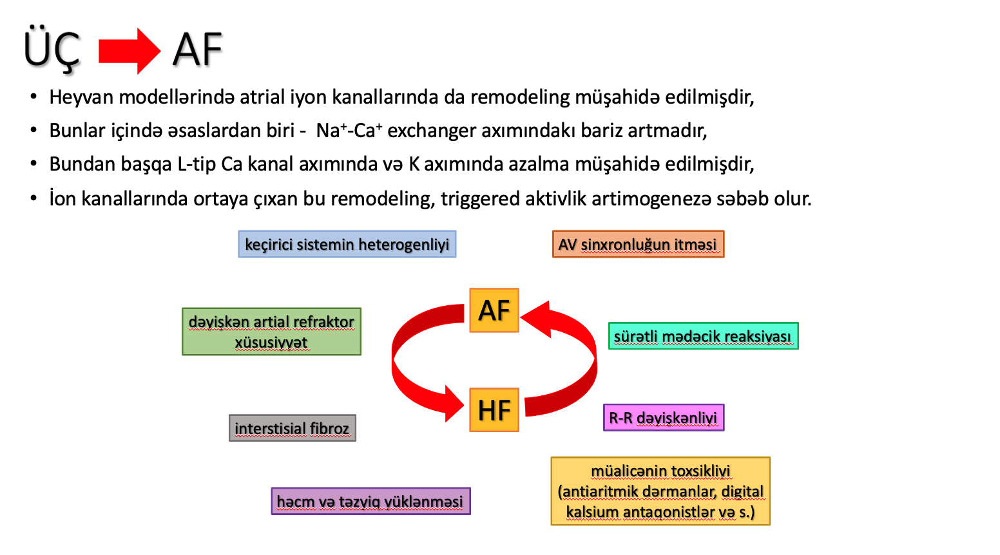 ÜÇ AF
• Heyvan modellərində atrial iyon kanallarında da remodeling müşahidə edilmişdir,
• Bunlar içində əsaslardan biri - Na⁺-Ca⁺ exchanger axımındakı bariz artmadır,
• Bundan başqa L-tip Ca kanal axımında və K axımında azalma müşahidə edilmişdir,
• İon kanallarında ortaya çıxan bu remodeling, triggered aktivlik artimogenezə səbəb olur.
keçirici sistemin heterogenliyi
AV sinxronluğun itməsi
AF
dəyişkən artial refraktor
xüsusiyyət
sürətli mədəcik reaksiyası
HF
R-R dəyişkənliyi
interstisial fibroz
həcm və təzyiq yüklənməsi
müalicənin toxsikliyi
(antiaritmik dərmanlar, digital
kalsium antaqonistlər və s.)